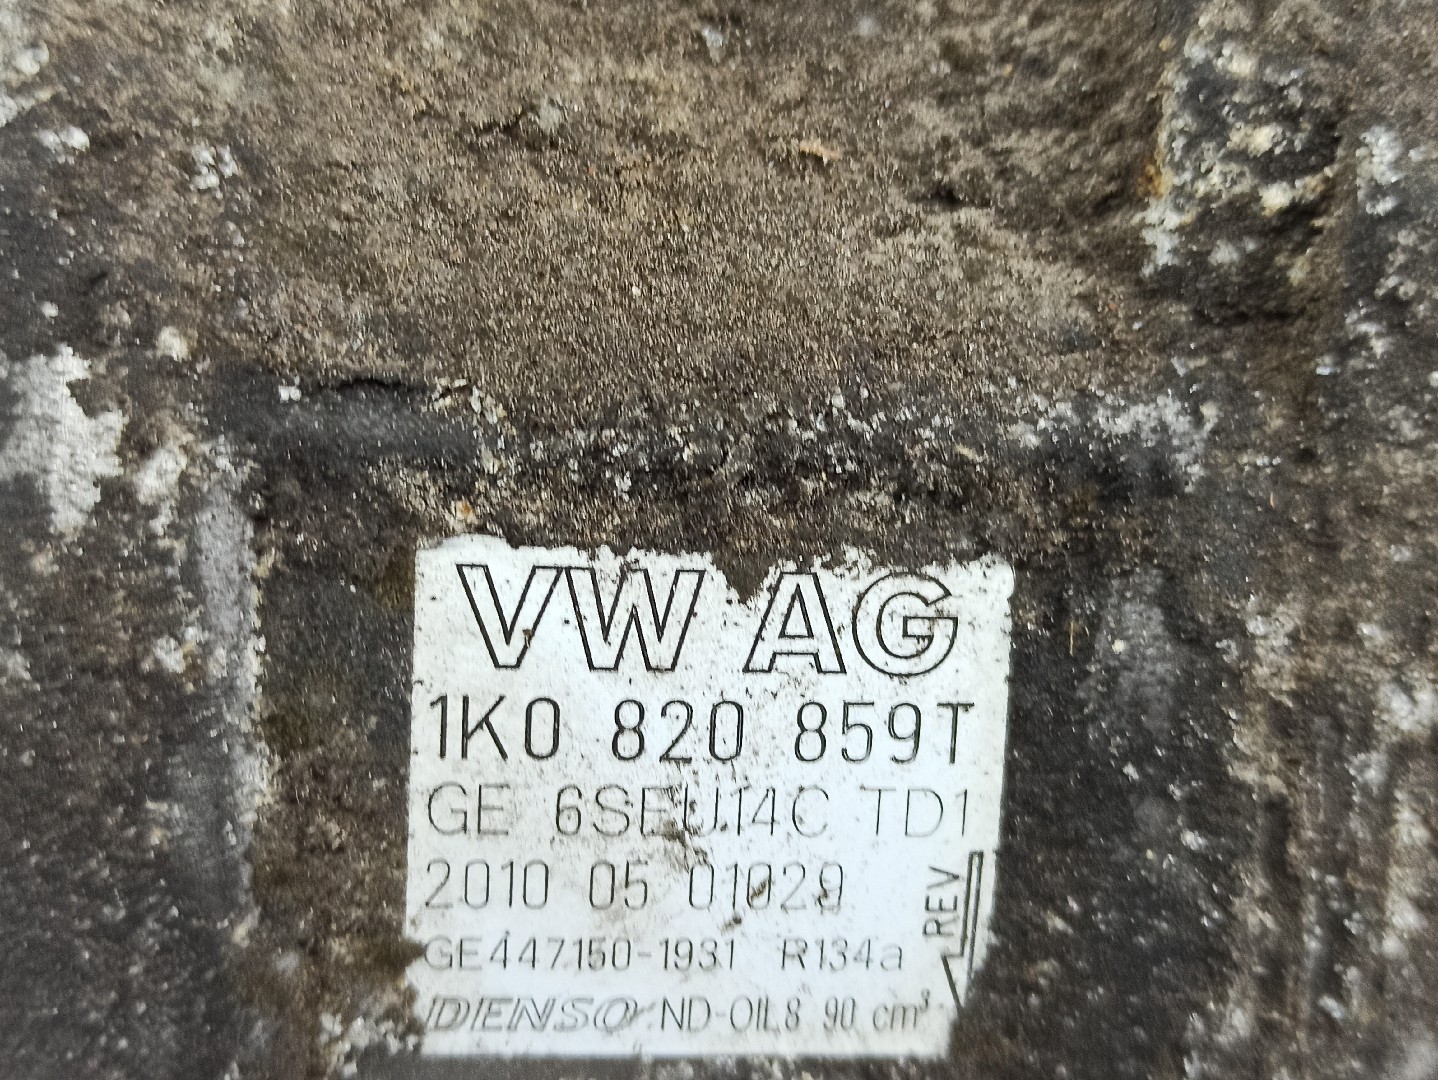 VW AG
1K0 820 859T
GE 6SEU14C TD1
2010 05 01029
REV
GE447150-1931 R134a
DENSO ND-OIL8 90 cm³